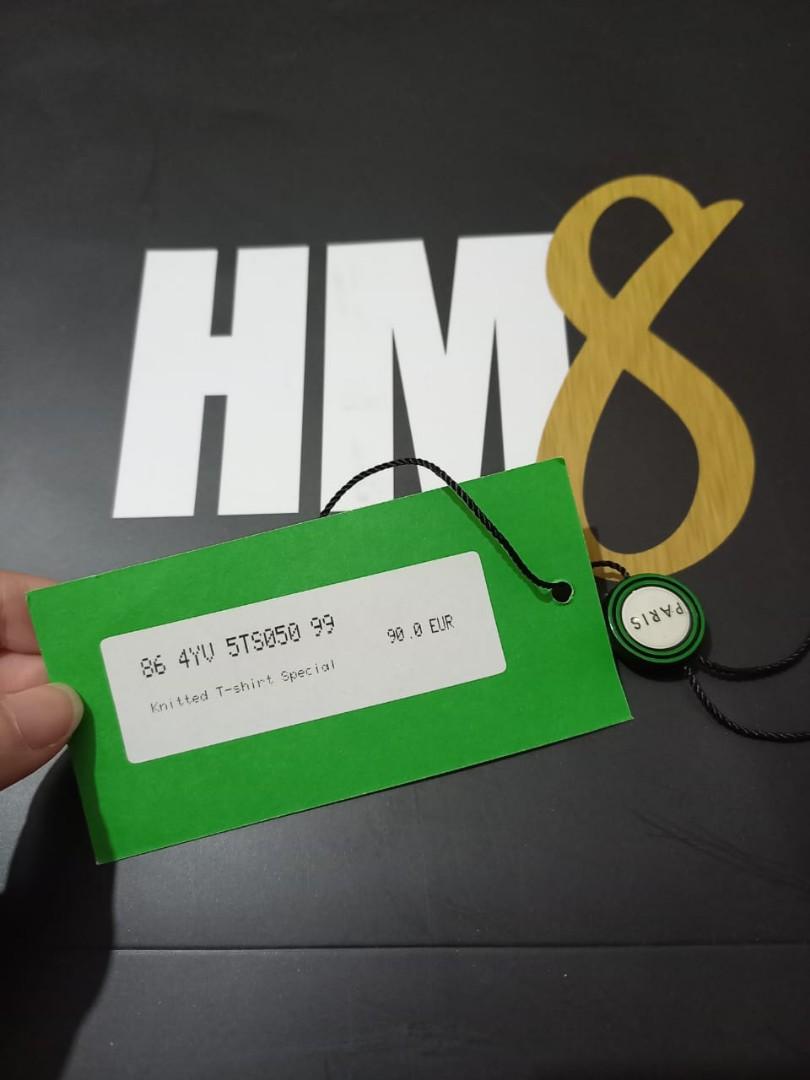 HM8
86 4YV 5TS050 99
90.0 EUR
Knitted T-shirt Special
PARIS